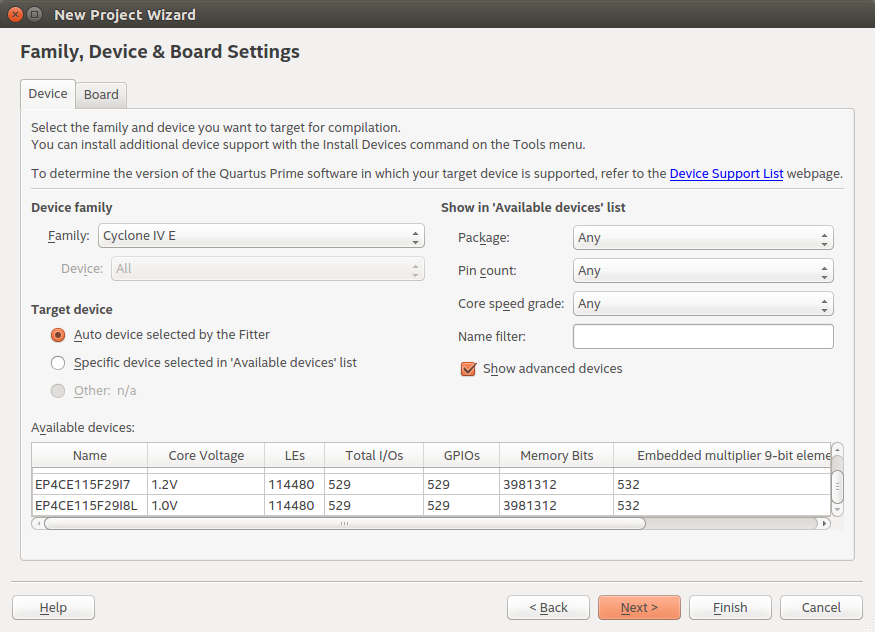 New Project Wizard
Family, Device & Board Settings
Device Board
Select the family and device you want to target for compilation.
You can install additional device support with the Install Devices command on the Tools menu.
To determine the version of the Quartus Prime software in which your target device is supported, refer to the Device Support List webpage.
Device family
Family: Cyclone IV E
Device: All
Target device
Auto device selected by the Fitter
Specific device selected in 'Available devices' list
Other: n/a
Show in 'Available devices' list
Package: Any
Pin count: Any
Core speed grade: Any
Name filter:
Show advanced devices
Available devices:
Name Core Voltage LEs Total I/Os GPIOs Memory Bits Embedded multiplier 9-bit eleme
EP4CE115F29I7 1.2V 114480 529 529 3981312 532
EP4CE115F29I8L 1.0V 114480 529 529 3981312 532
Help < Back Next > Finish Cancel